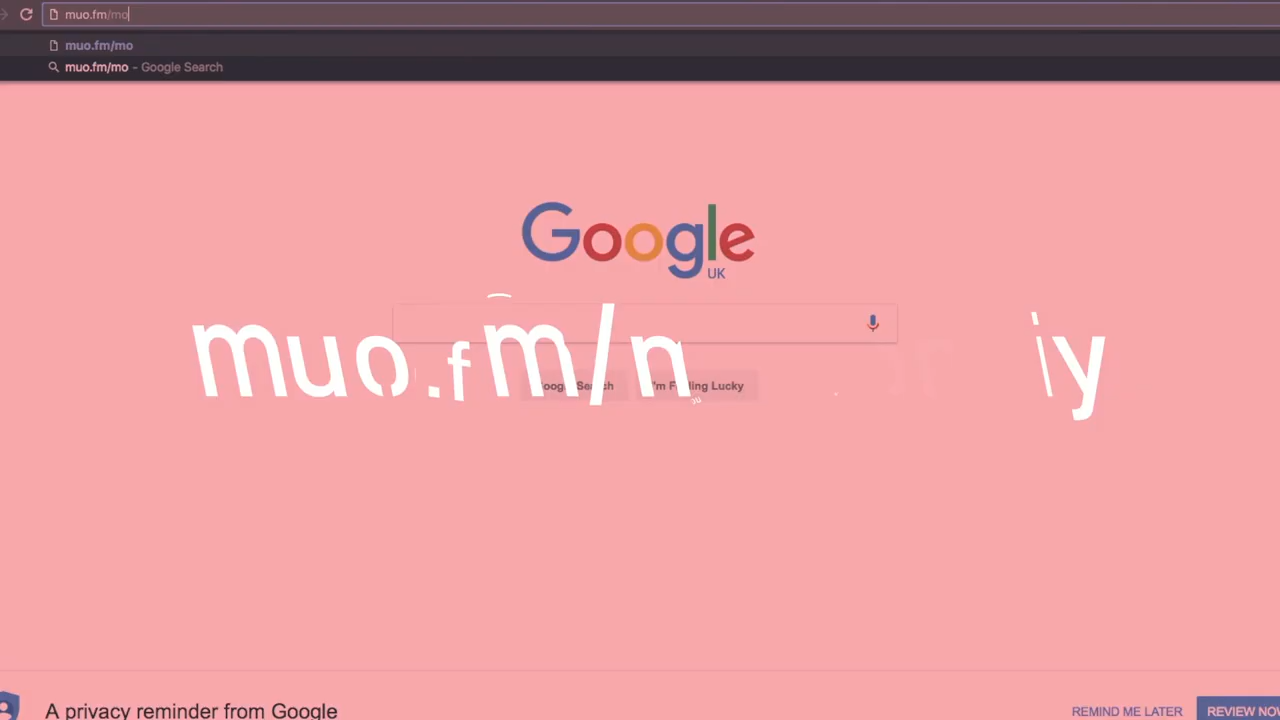 muo.fm/mo
muo.fm/mo
muo.fm/mo - Google Search
Google
UK
muo.fm/
Google Search
I'm Feeling Lucky
A privacy reminder from Google
REMIND ME LATER
REVIEW NOW